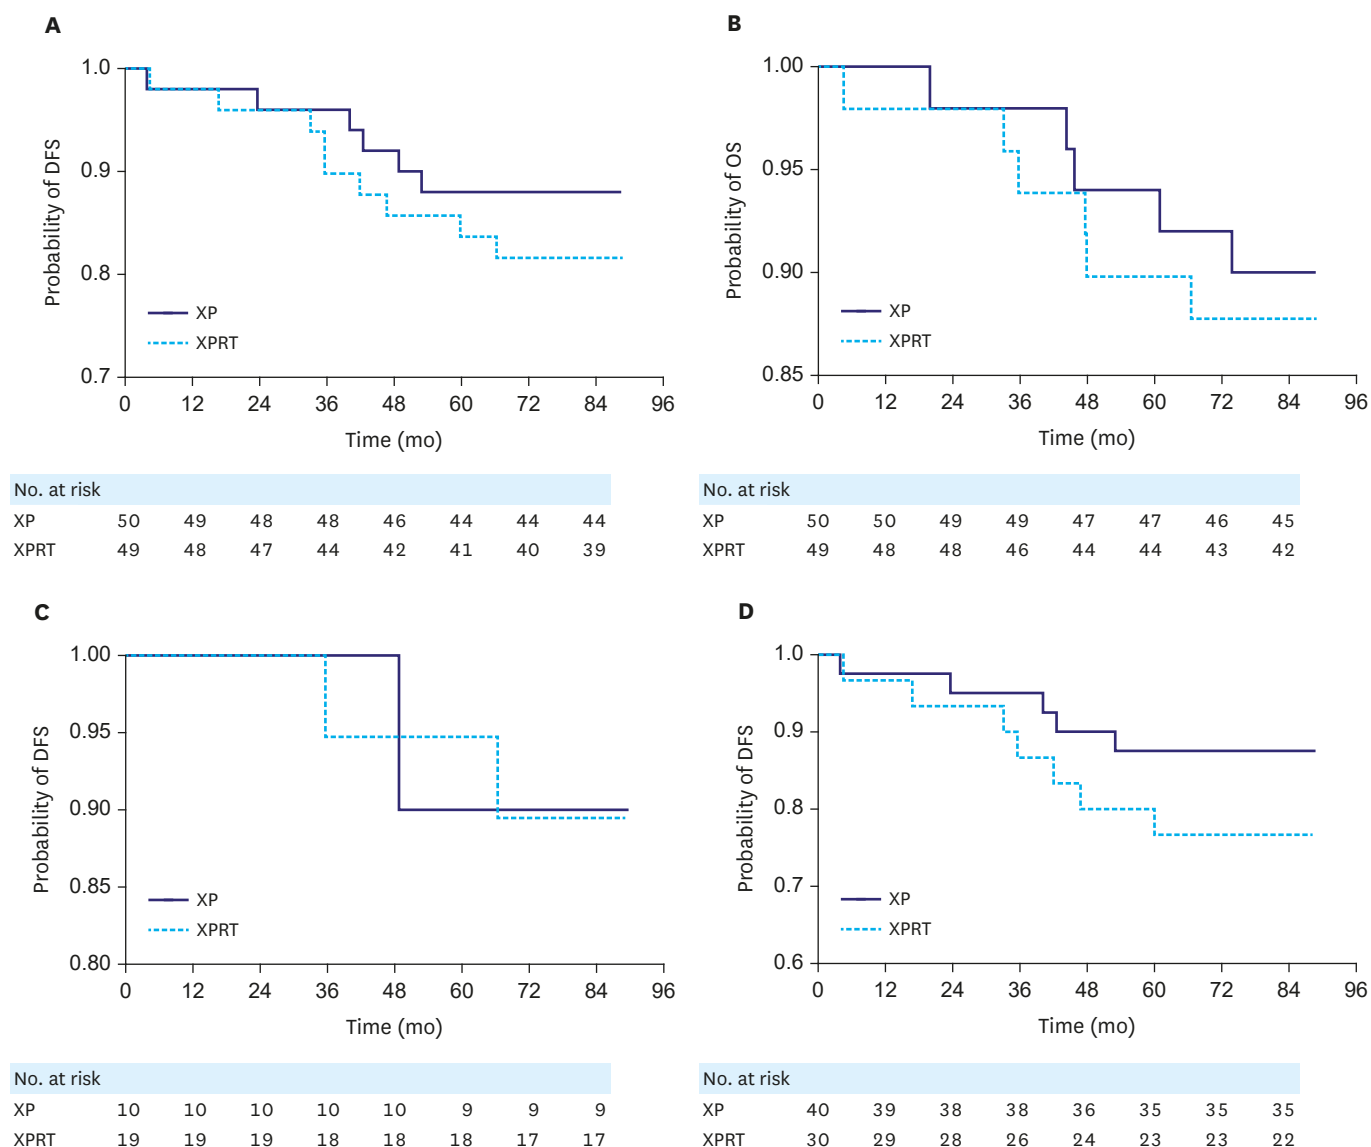 A
1.0
0.9
0.8
0.7
Probability of DFS
XP
XPRT
0 12 24 36 48 60 72 84 96
Time (mo)
No. at risk
XP 50 49 48 48 46 44 44 44
XPRT 49 48 47 44 42 41 40 39
B
1.00
0.95
0.90
0.85
Probability of OS
XP
XPRT
0 12 24 36 48 60 72 84 96
Time (mo)
No. at risk
XP 50 50 49 49 47 47 46 45
XPRT 49 48 48 46 44 44 43 42
C
1.00
0.95
0.90
0.85
0.80
Probability of DFS
XP
XPRT
0 12 24 36 48 60 72 84 96
Time (mo)
No. at risk
XP 10 10 10 10 10 9 9 9
XPRT 19 19 19 18 18 18 17 17
D
1.0
0.9
0.8
0.7
0.6
Probability of DFS
XP
XPRT
0 12 24 36 48 60 72 84 96
Time (mo)
No. at risk
XP 40 39 38 38 36 35 35 35
XPRT 30 29 28 26 24 23 23 22